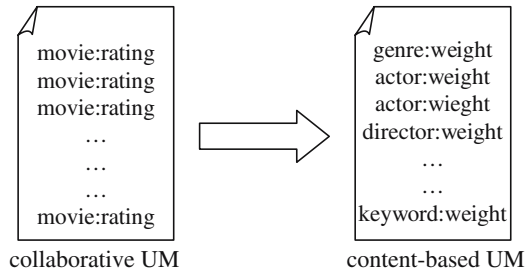 movie:rating
movie:rating
movie:rating
…
…
…
movie:rating
collaborative UM
genre:weight
actor:weight
actor:wieght
director:weight
…
…
keyword:weight
content-based UM